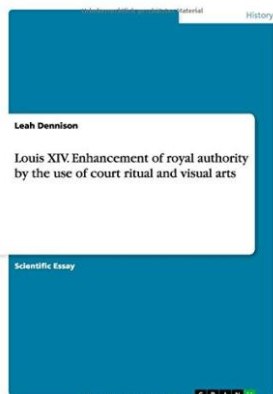 History
Leah Dennison
Louis XIV. Enhancement of royal authority
by the use of court ritual and visual arts
Scientific Essay